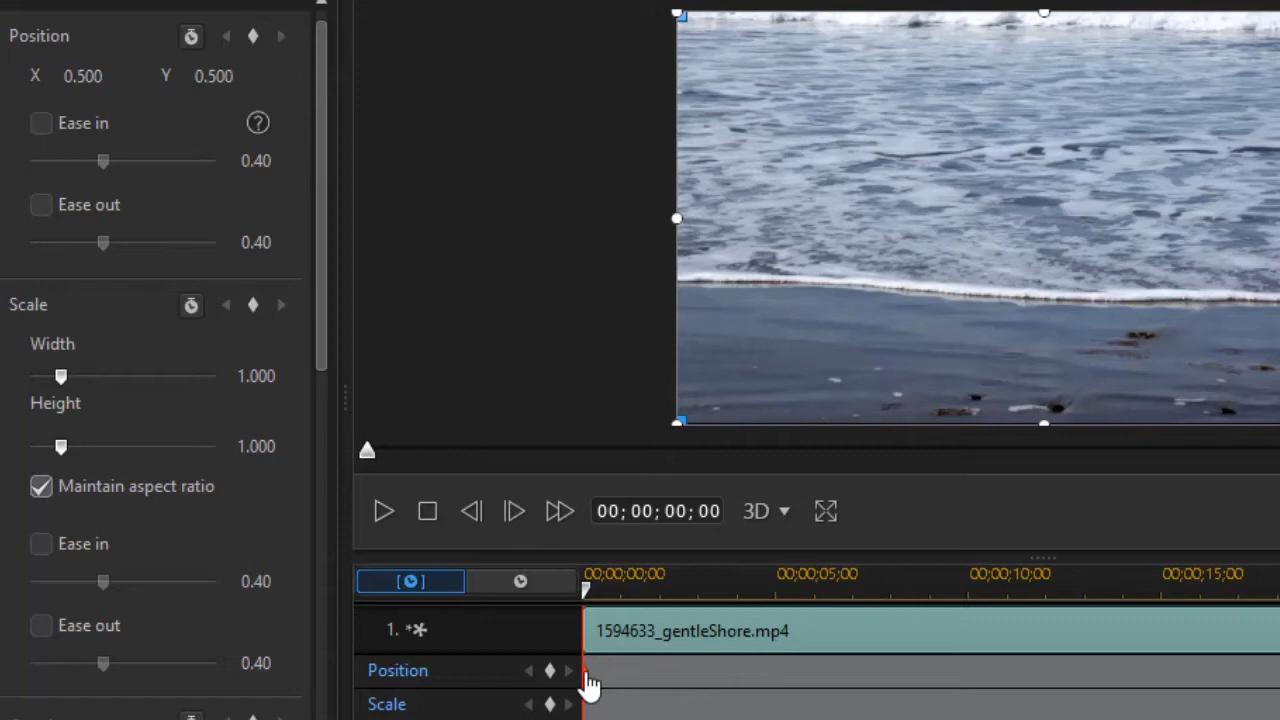 Position
X 0.500 Y 0.500
Ease in
0.40
Ease out
0.40
Scale
Width
1.000
Height
1.000
Maintain aspect ratio
Ease in
0.40
Ease out
0.40
00;00;00;00 3D
00;00;00;00 00;00;05;00 00;00;10;00 00;00;15;00
1. 1594633_gentleShore.mp4
Position
Scale